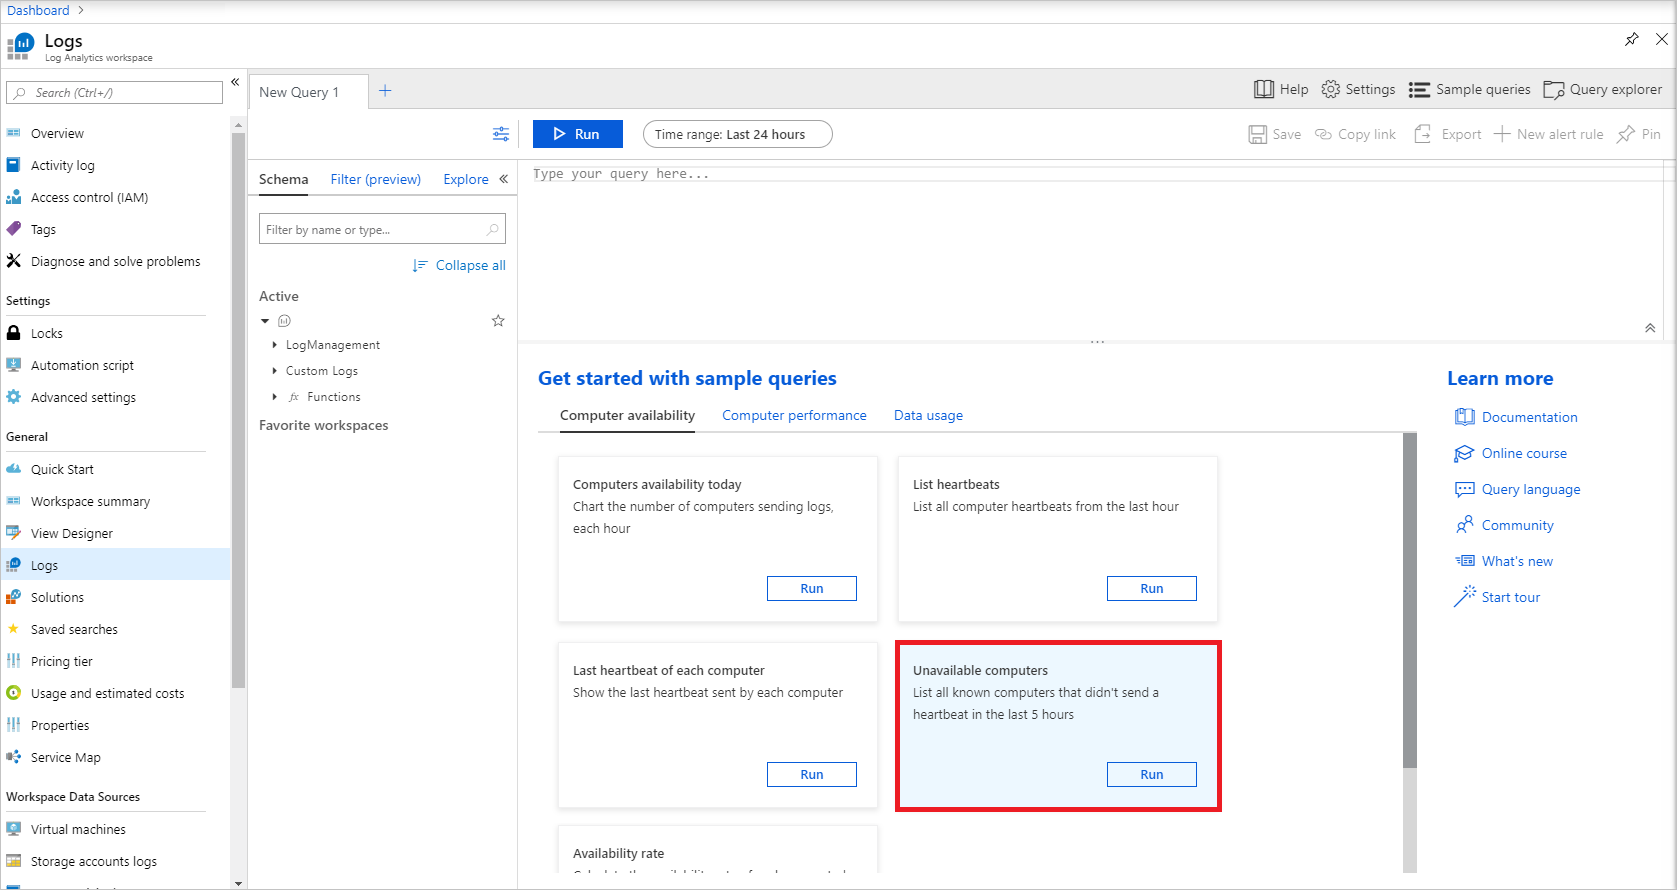 Dashboard
Logs
Log Analytics workspace
Search (Ctrl+/)
Overview
Activity log
Access control (IAM)
Tags
Diagnose and solve problems
Settings
Locks
Automation script
Advanced settings
General
Quick Start
Workspace summary
View Designer
Logs
Solutions
Saved searches
Pricing tier
Usage and estimated costs
Properties
Service Map
Workspace Data Sources
Virtual machines
Storage accounts logs
New Query 1
Help
Settings
Sample queries
Query explorer
Run
Time range: Last 24 hours
Save
Copy link
Export
New alert rule
Pin
Schema
Filter (preview)
Explore
Filter by name or type...
Collapse all
Active
LogManagement
Custom Logs
fx Functions
Favorite workspaces
Type your query here...
Get started with sample queries
Computer availability
Computer performance
Data usage
Computers availability today
Chart the number of computers sending logs,
each hour
Run
List heartbeats
List all computer heartbeats from the last hour
Run
Last heartbeat of each computer
Show the last heartbeat sent by each computer
Run
Unavailable computers
List all known computers that didn't send a
heartbeat in the last 5 hours
Run
Availability rate
Learn more
Documentation
Online course
Query language
Community
What's new
Start tour